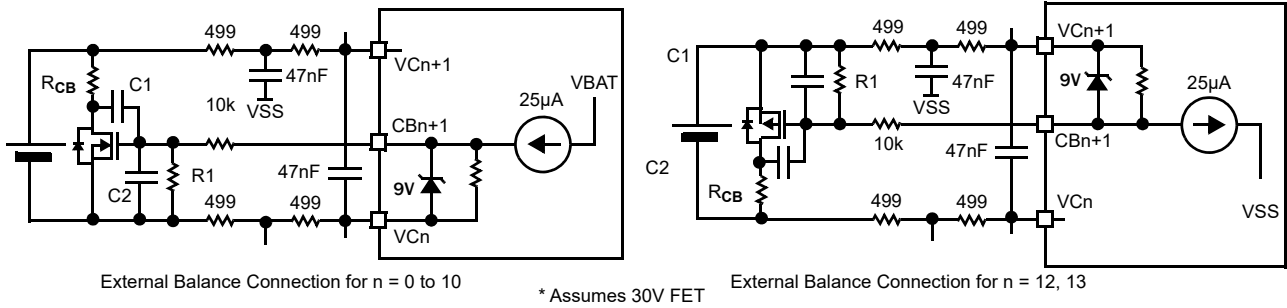 499 499
VCn+1
RCB
C1
47nF
VBAT
10k
VSS
25µA
CBn+1
C2
R1
47nF
9V
499 499
VCn
External Balance Connection for n = 0 to 10
499 499
VCn+1
C1
R1
47nF
9V
25µA
VSS
CBn+1
10k
47nF
C2
RCB
499 499
VCn
VSS
External Balance Connection for n = 12, 13
* Assumes 30V FET